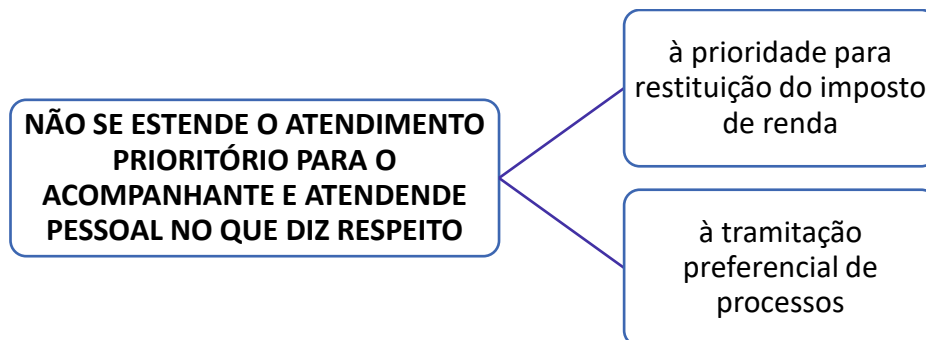 NÃO SE ESTENDE O ATENDIMENTO
PRIORITÓRIO PARA O
ACOMPANHANTE E ATENDENDE
PESSOAL NO QUE DIZ RESPEITO
à prioridade para
restituição do imposto
de renda
à tramitação
preferencial de
processos